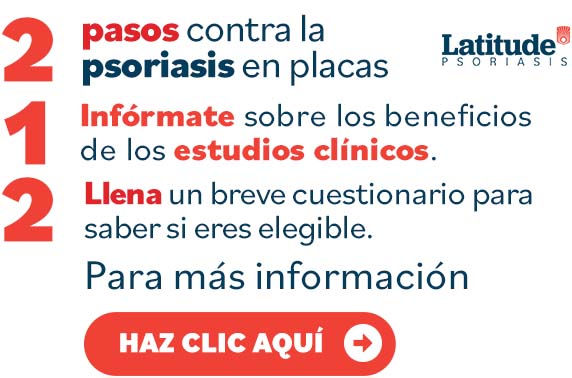 2 pasos contra la
psoriasis en placas
Latitude
PSORIASIS
1 Infórmate sobre los beneficios
de los estudios clínicos.
2 Llena un breve cuestionario para
saber si eres elegible.
Para más información
HAZ CLIC AQUÍ